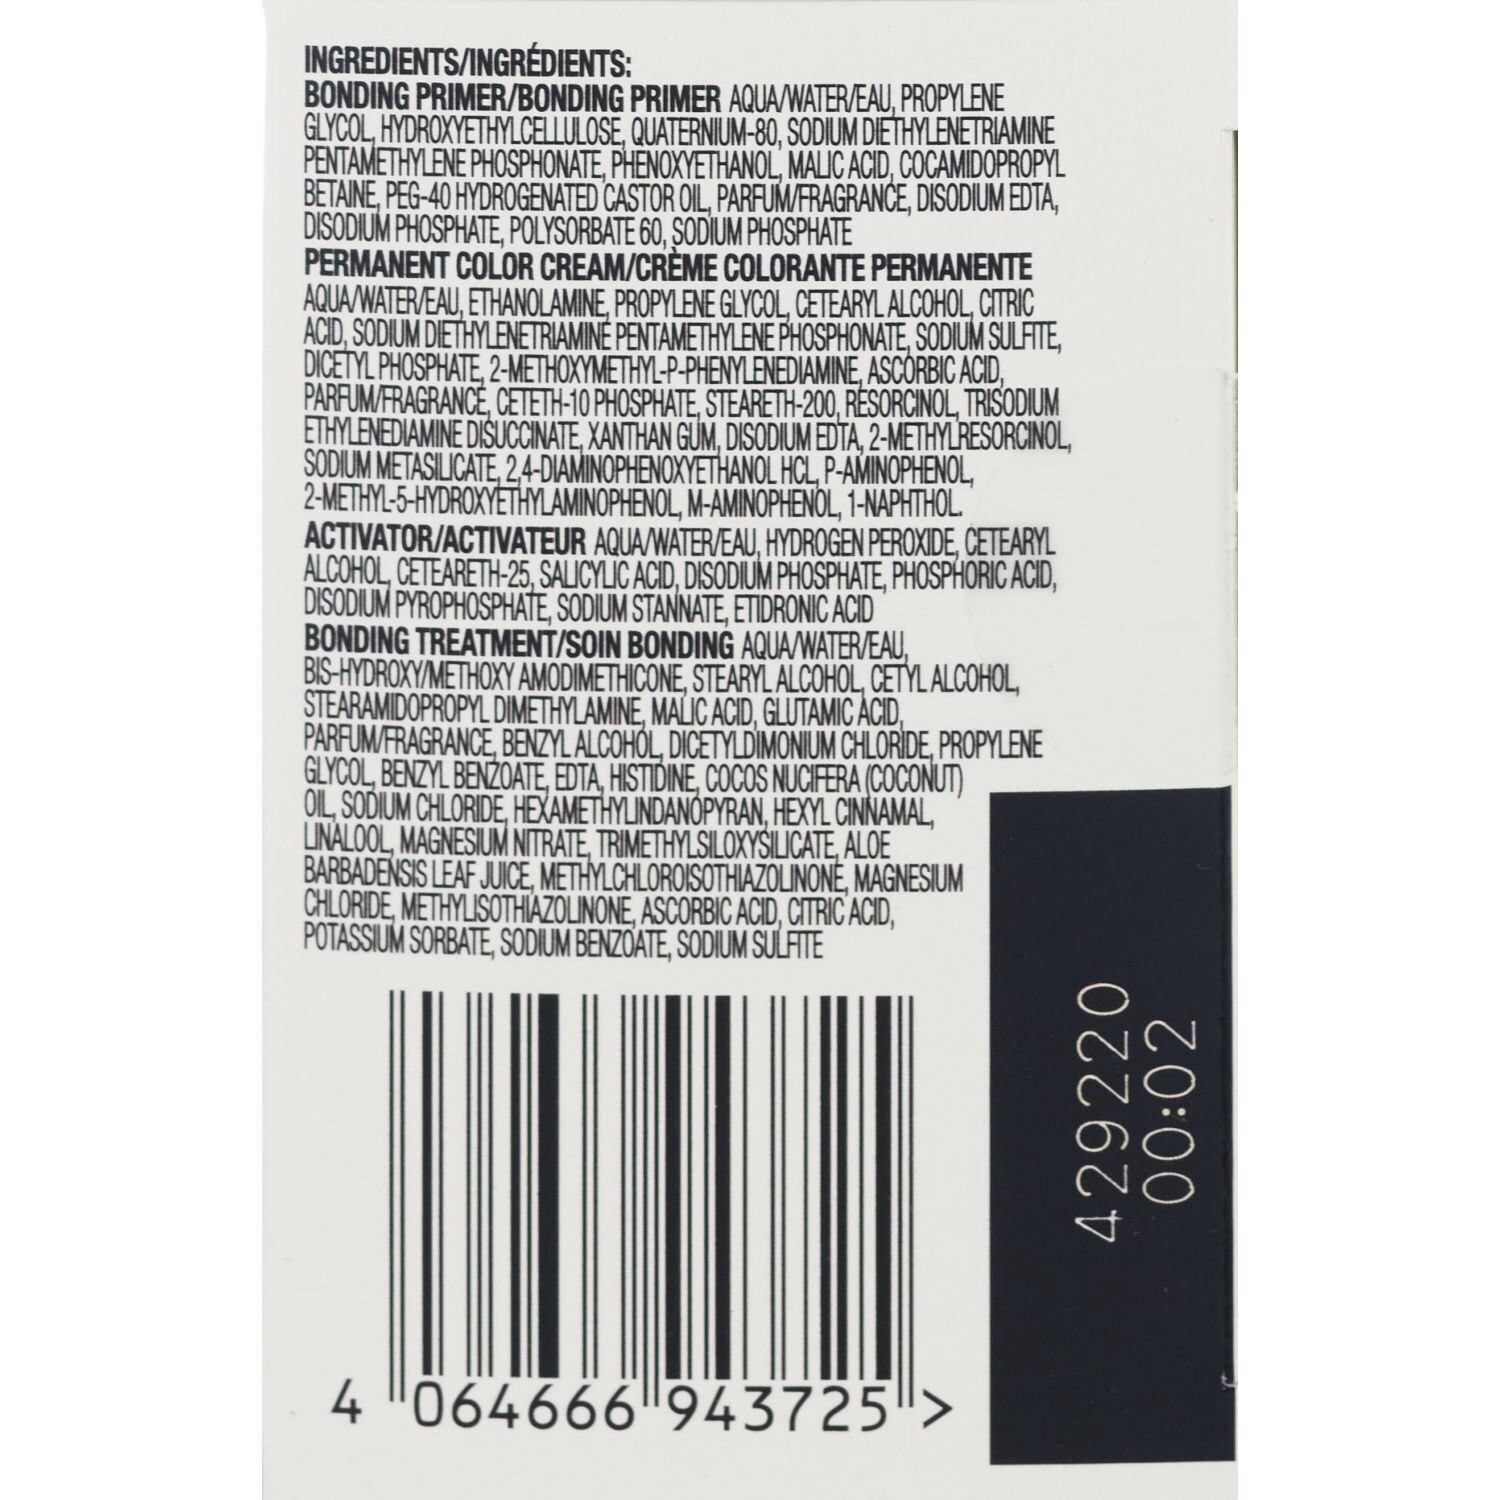 INGREDIENTS/INGRÉDIENTS:
BONDING PRIMER/BONDING PRIMER AQUA/WATER/EAU, PROPYLENE
GLYCOL, HYDROXYETHYLCELLULOSE, QUATERNIUM-80, SODIUM DIETHYLENETRIAMINE
PENTAMETHYLENE PHOSPHONATE, PHENOXYETHANOL, MALIC ACID, COCAMIDOPROPYL
BETAINE, PEG-40 HYDROGENATED CASTOR OIL, PARFUM/FRAGRANCE, DISODIUM EDTA,
DISODIUM PHOSPHATE, POLYSORBATE 60, SODIUM PHOSPHATE
PERMANENT COLOR CREAM/CRÈME COLORANTE PERMANENTE
AQUA/WATER/EAU, ETHANOLAMINE, PROPYLENE GLYCOL, CETEARYL ALCOHOL, CITRIC
ACID, SODIUM DIETHYLENETRIAMINE PENTAMETHYLENE PHOSPHONATE, SODIUM SULFITE,
DICETYL PHOSPHATE, 2-METHOXYMETHYL-P-PHENYLENEDIAMINE, ASCORBIC ACID,
PARFUM/FRAGRANCE, CETETH-10 PHOSPHATE, STEARETH-200, RESORCINOL, TRISODIUM
ETHYLENEDIAMINE DISUCCINATE, XANTHAN GUM, DISODIUM EDTA, 2-METHYLRESORCINOL,
SODIUM METASILICATE, 2,4-DIAMINOPHENOXYETHANOL HCL, P-AMINOPHENOL,
2-METHYL-5-HYDROXYETHYLAMINOPHENOL, M-AMINOPHENOL, 1-NAPHTHOL.
ACTIVATOR/ACTIVATEUR AQUA/WATER/EAU, HYDROGEN PEROXIDE, CETEARYL
ALCOHOL, CETEARETH-25, SALICYLIC ACID, DISODIUM PHOSPHATE, PHOSPHORIC ACID,
DISODIUM PYROPHOSPHATE, SODIUM STANNATE, ETIDRONIC ACID
BONDING TREATMENT/SOIN BONDING AQUA/WATER/EAU,
BIS-HYDROXY/METHOXY AMODIMETHICONE, STEARYL ALCOHOL, CETYL ALCOHOL,
STEARAMIDOPROPYL DIMETHYLAMINE, MALIC ACID, GLUTAMIC ACID,
PARFUM/FRAGRANCE, BENZYL ALCOHOL, DICETYLDIMONIUM CHLORIDE, PROPYLENE
GLYCOL, BENZYL BENZOATE, EDTA, HISTIDINE, COCOS NUCIFERA (COCONUT)
OIL, SODIUM CHLORIDE, HEXAMETHYLINDANOPYRAN, HEXYL CINNAMAL,
LINALOOL, MAGNESIUM NITRATE, TRIMETHYLSILOXYSILICATE, ALOE
BARBADENSIS LEAF JUICE, METHYLCHLOROISOTHIAZOLINONE, MAGNESIUM
CHLORIDE, METHYLISOTHIAZOLINONE, ASCORBIC ACID, CITRIC ACID,
POTASSIUM SORBATE, SODIUM BENZOATE, SODIUM SULFITE
4 064666 943725 >
429220
00:02